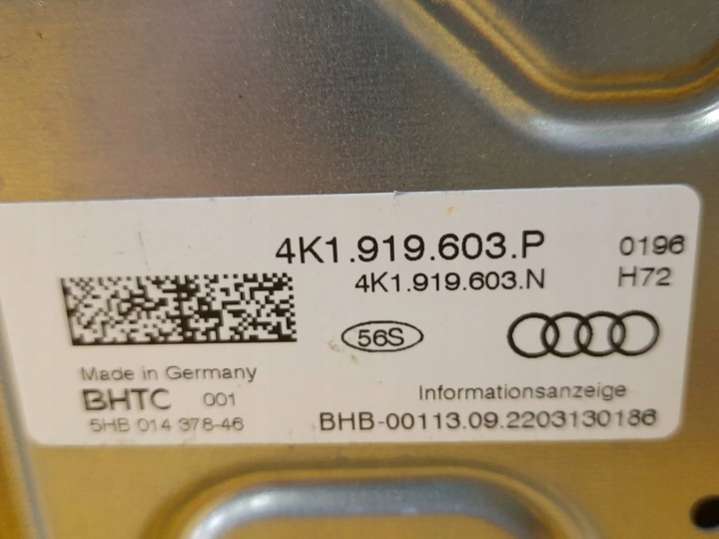 4K1.919.603.P 0196
4K1.919.603.N H72
56S
Made in Germany
BHTC 001
Informationsanzeige
5HB 014 378-46
BHB-00113.09.2203130186